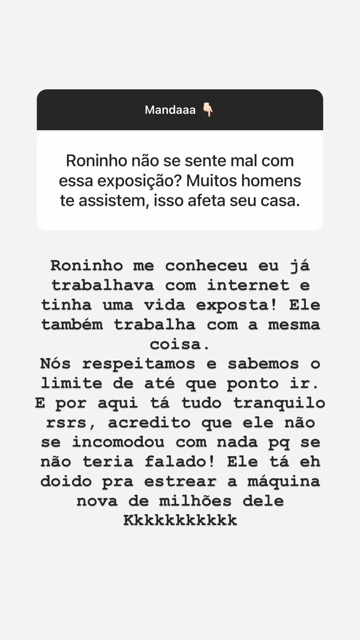 Mandaaa 👇🏻
Roninho não se sente mal com
essa exposição? Muitos homens
te assistem, isso afeta seu casa.
Roninho me conheceu eu já
trabalhava com internet e
tinha uma vida exposta! Ele
também trabalha com a mesma
coisa.
Nós respeitamos e sabemos o
limite de até que ponto ir.
E por aqui tá tudo tranquilo
rsrs, acredito que ele não
se incomodou com nada pq se
não teria falado! Ele tá eh
doido pra estrear a máquina
nova de milhões dele
Kkkkkkkkkkk